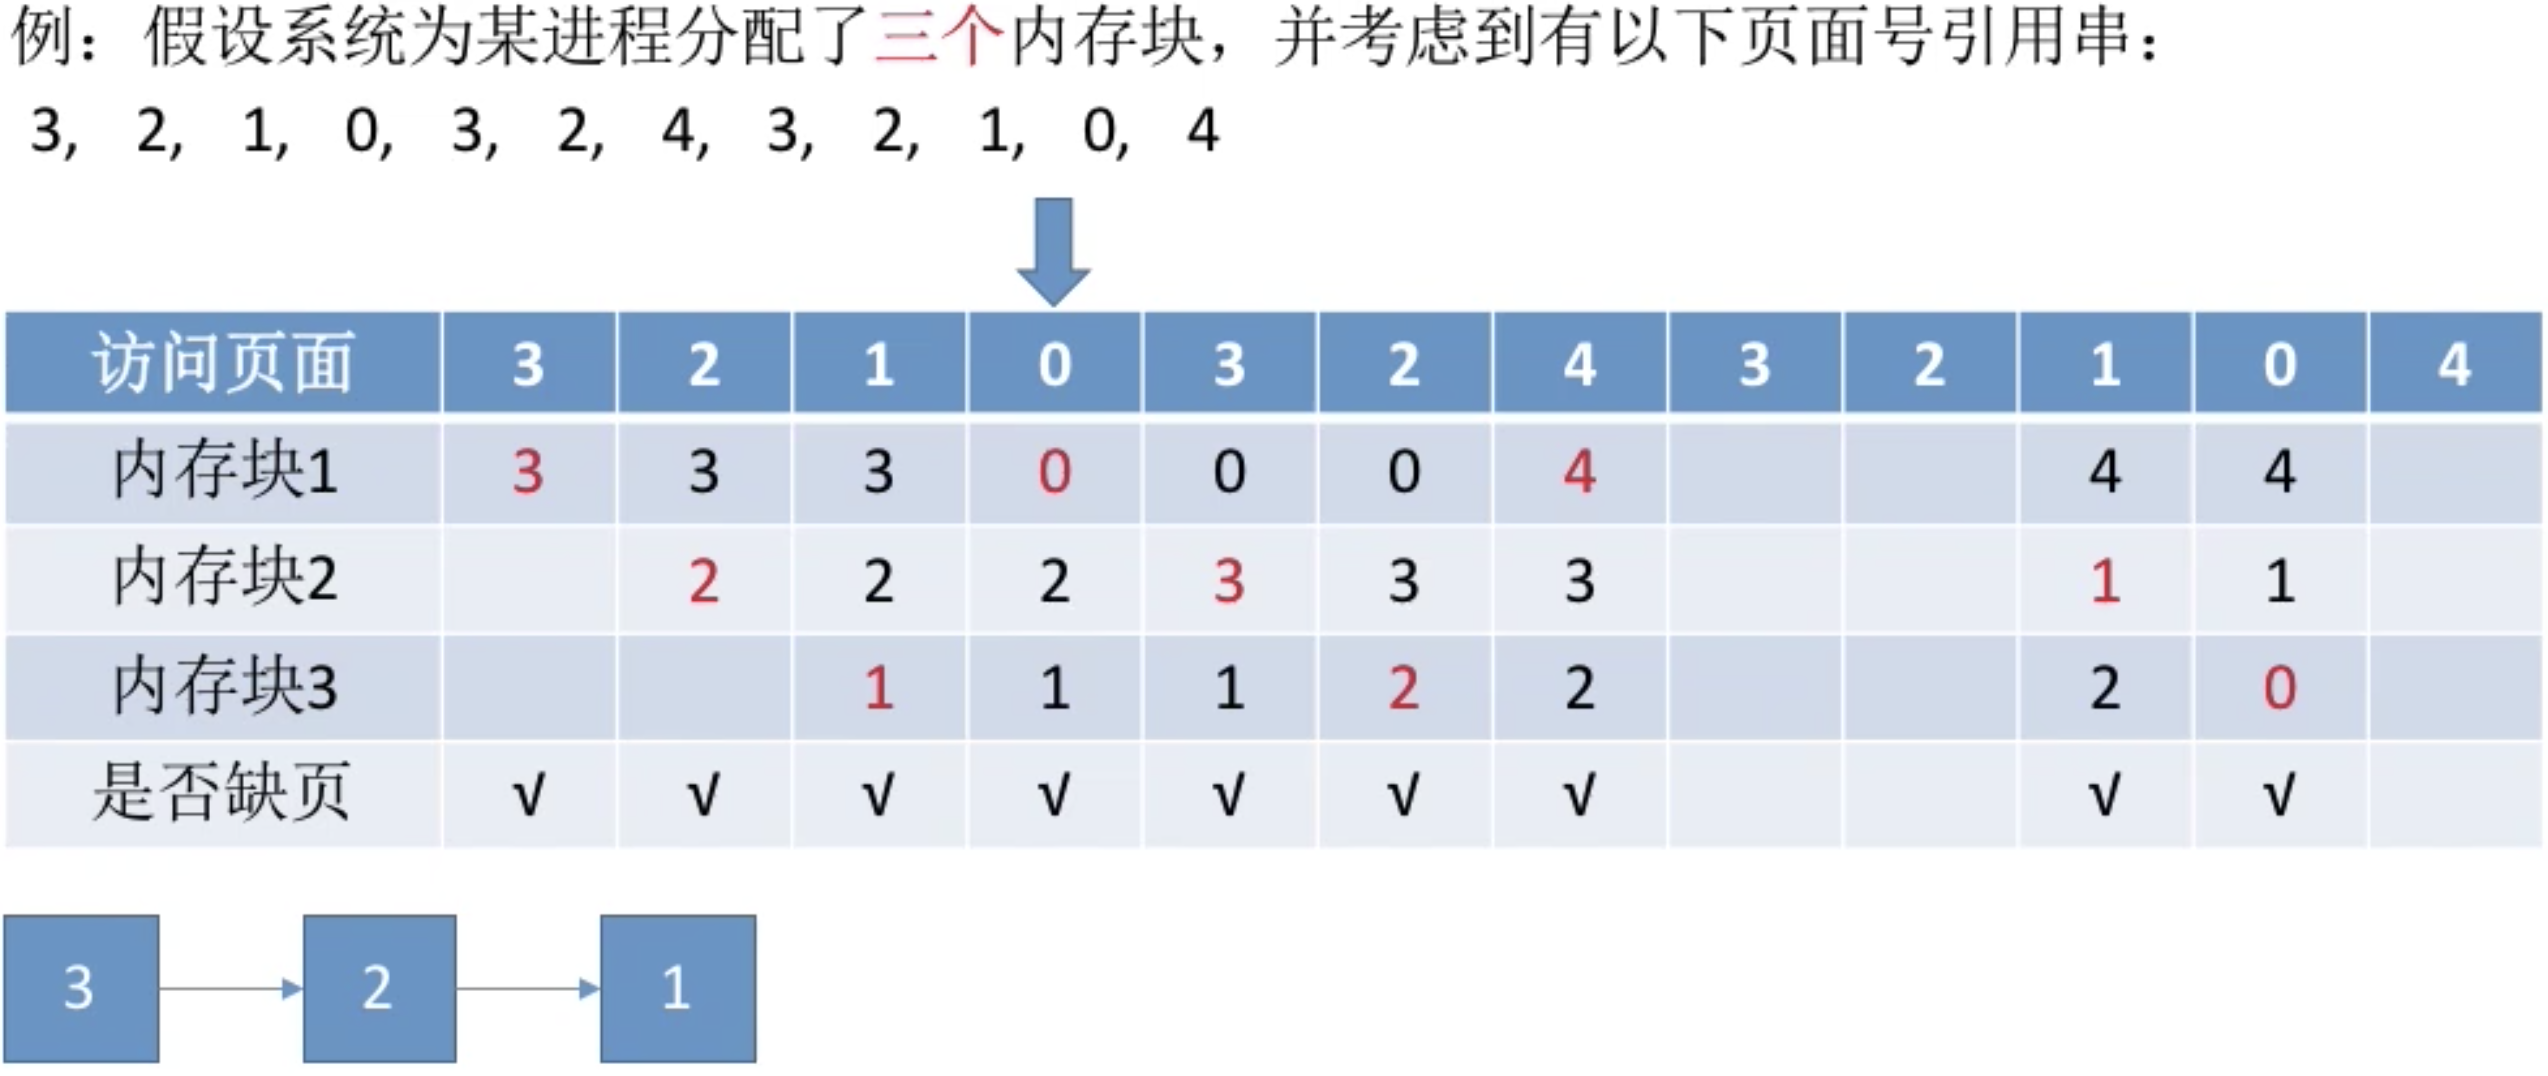 例：假设系统为某进程分配了三个内存块，并考虑到有以下页面号引用串：
3, 2, 1, 0, 3, 2, 4, 3, 2, 1, 0, 4
访问页面 3 2 1 0 3 2 4 3 2 1 0 4
内存块1 3 3 3 0 0 0 4 4 4
内存块2 2 2 2 3 3 3 1 1
内存块3 1 1 1 2 2 2 0
是否缺页 √ √ √ √ √ √ √ √ √
3 2 1